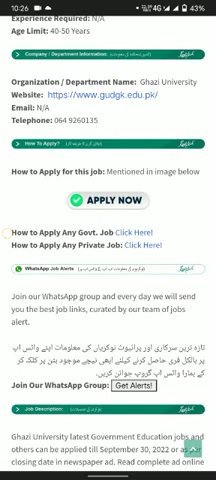 10:26
43%
Experience Required: N/A
Age Limit: 40-50 Years
Company / Department Information:
Organization / Department Name: Ghazi University
Website: https://www.gudgk.edu.pk/
Email: N/A
Telephone: 064 9260135
How To Apply?
How to Apply for this job: Mentioned in image below
APPLY NOW
How to Apply Any Govt. Job Click Here!
How to Apply Any Private Job: Click Here!
WhatsApp Job Alerts
Join our WhatsApp group and every day we will send
you the best job links, curated by our team of jobs
alert.
تازہ ترین سرکاری اور پرائیوٹ نوکریاں کی معلومات اپنے واٹس ایپ
پر بالکل فری حاصل کرنے کیلئے ابھی نیچے موجود بٹن پر کلک کر
کے ہمارا واٹس ایپ گروپ جوائن کریں.
Join Our WhatsApp Group: Get Alerts!
Job Description:
Ghazi University latest Government Education jobs and
others can be applied till September 30, 2022 or as per
closing date in newspaper ad. Read complete ad online